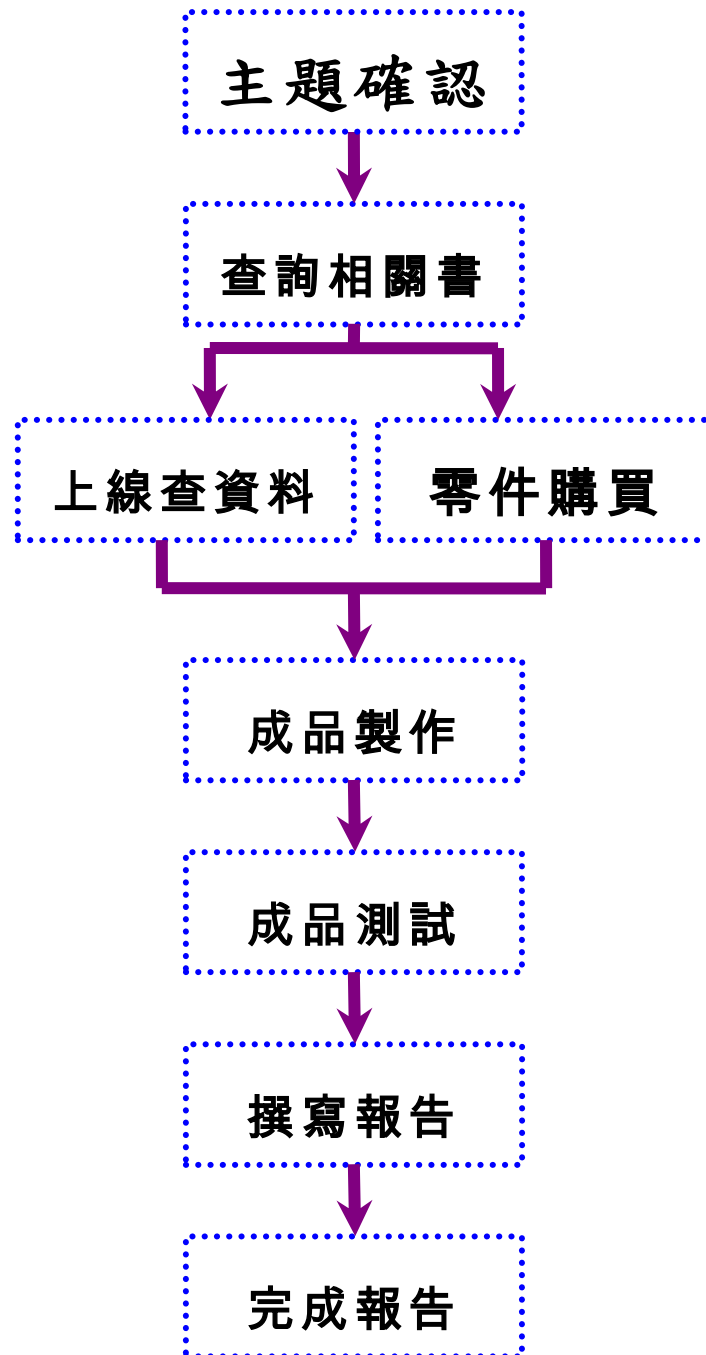 主題確認
查詢相關書
上線查資料
零件購買
成品製作
成品測試
撰寫報告
完成報告